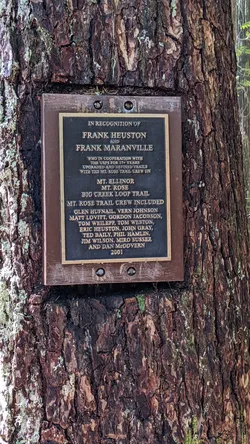 IN RECOGNITION OF
FRANK HEUSTON
AND
FRANK MARANVILLE
WHO IN COOPERATION WITH
THE USFS FOR YEARS
UPGRADED AND REPAIRED TRAILS
WITH THE MT. ROSE TRAIL CREW ON
MT. ELLINOR
MT. ROSE
BIG CREEK LOOP TRAIL
MT. ROSE TRAIL CREW INCLUDED
GLEN HUFNAIL, VERN JOHNSON
MATT LOVITT, GORDON JACOBSON,
TOM WEILEPP, TOM WESTON,
ERIC HEUSTON, JOHN GRAY,
TED BAILY, PHIL HAMLIN,
JIM WILSON, MIRO SUSSER
AND DAN McGOVERN
2001